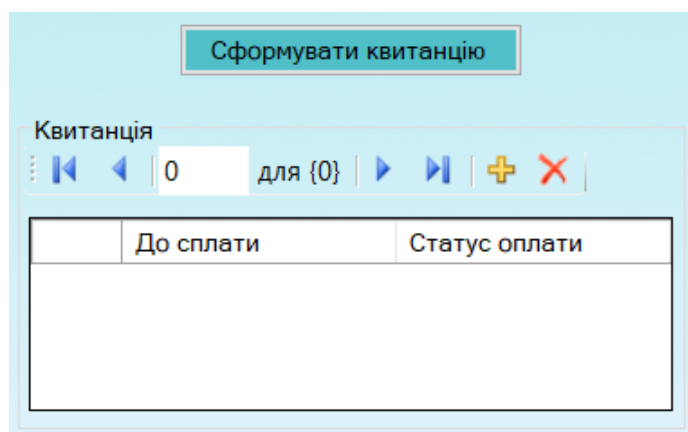 Сформувати квитанцію
Квитанція
0 для {0}
До сплати Статус оплати